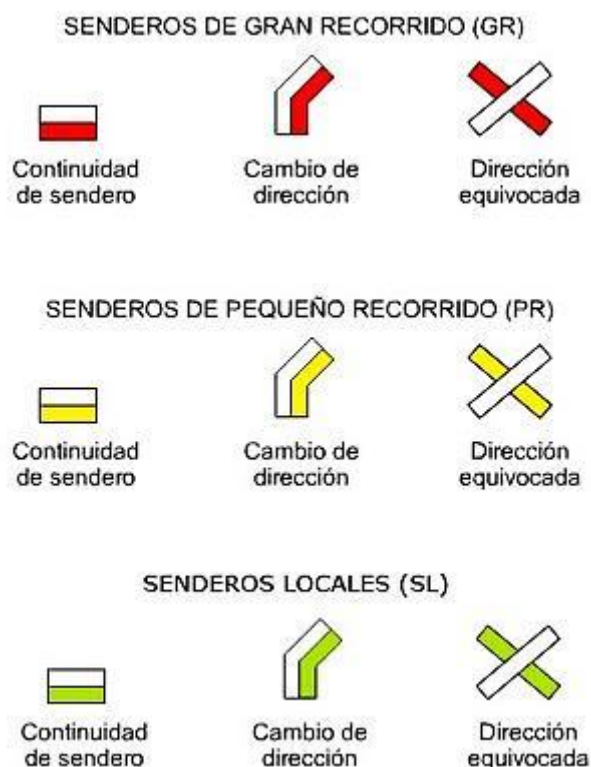 SENDEROS DE GRAN RECORRIDO (GR)
Continuidad
de sendero
Cambio de
dirección
Dirección
equivocada
SENDEROS DE PEQUEÑO RECORRIDO (PR)
Continuidad
de sendero
Cambio de
dirección
Dirección
equivocada
SENDEROS LOCALES (SL)
Continuidad
de sendero
Cambio de
dirección
Dirección
equivocada